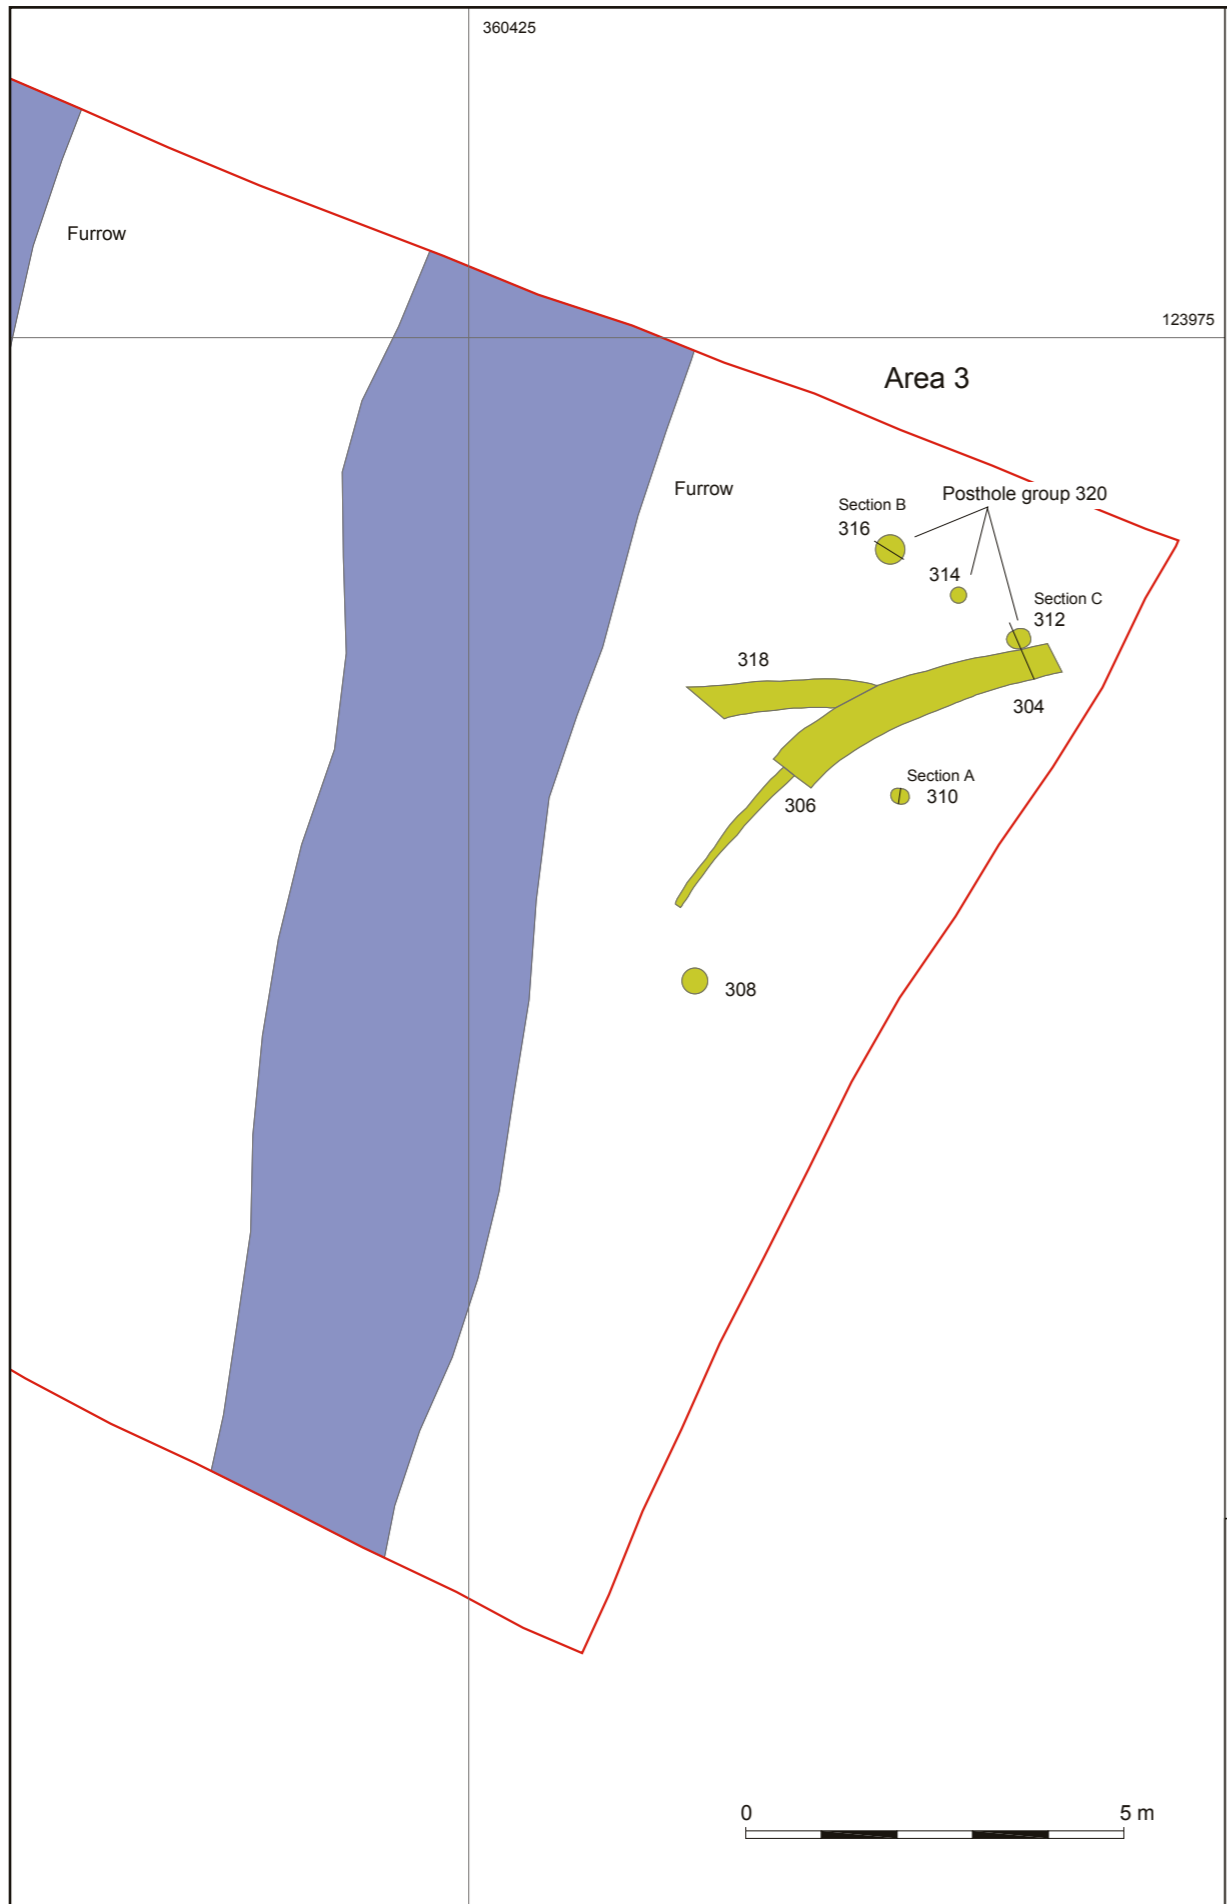 360425
Furrow
123975
Area 3
Furrow
Section B
Posthole group 320
316
314
Section C
312
318
304
Section A
310
306
308
0 5 m